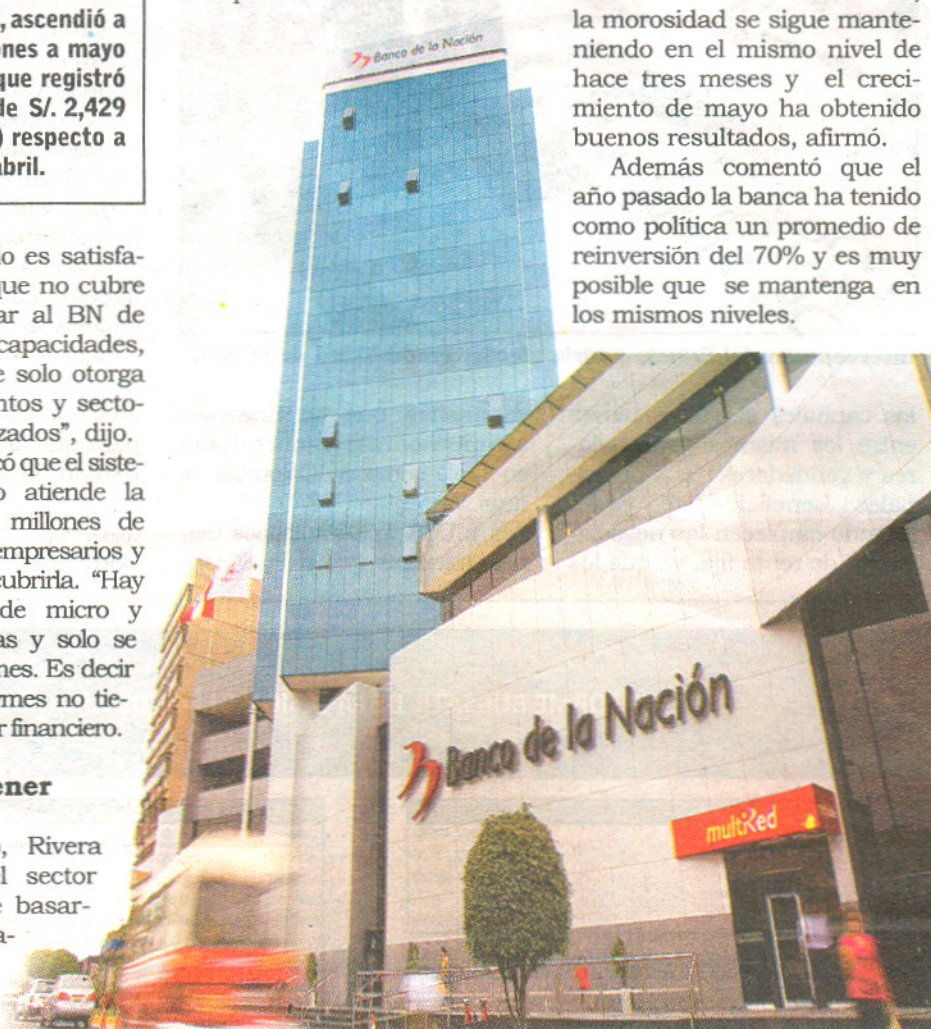 , ascendió a
ones a mayo
que registró
de S/. 2,429
) respecto a
abril.
o es satisfa-
que no cubre
ar al BN de
capacidades,
e solo otorga
ntos y secto-
zados”, dijo.
có que el siste-
o atiende la
millones de
empresarios y
cubrirla. “Hay
de micro y
as y solo se
nes. Es decir
rmes no tie-
r financiero.
ener
, Rivera
l sector
e basar-
a-
la morosidad se sigue mante-
niendo en el mismo nivel de
hace tres meses y el creci-
miento de mayo ha obtenido
buenos resultados, afirmó.
Además comentó que el
año pasado la banca ha tenido
como política un promedio de
reinversión del 70% y es muy
posible que se mantenga en
los mismos niveles.
Banco de la Nación
Banco de la Nación
multiRed